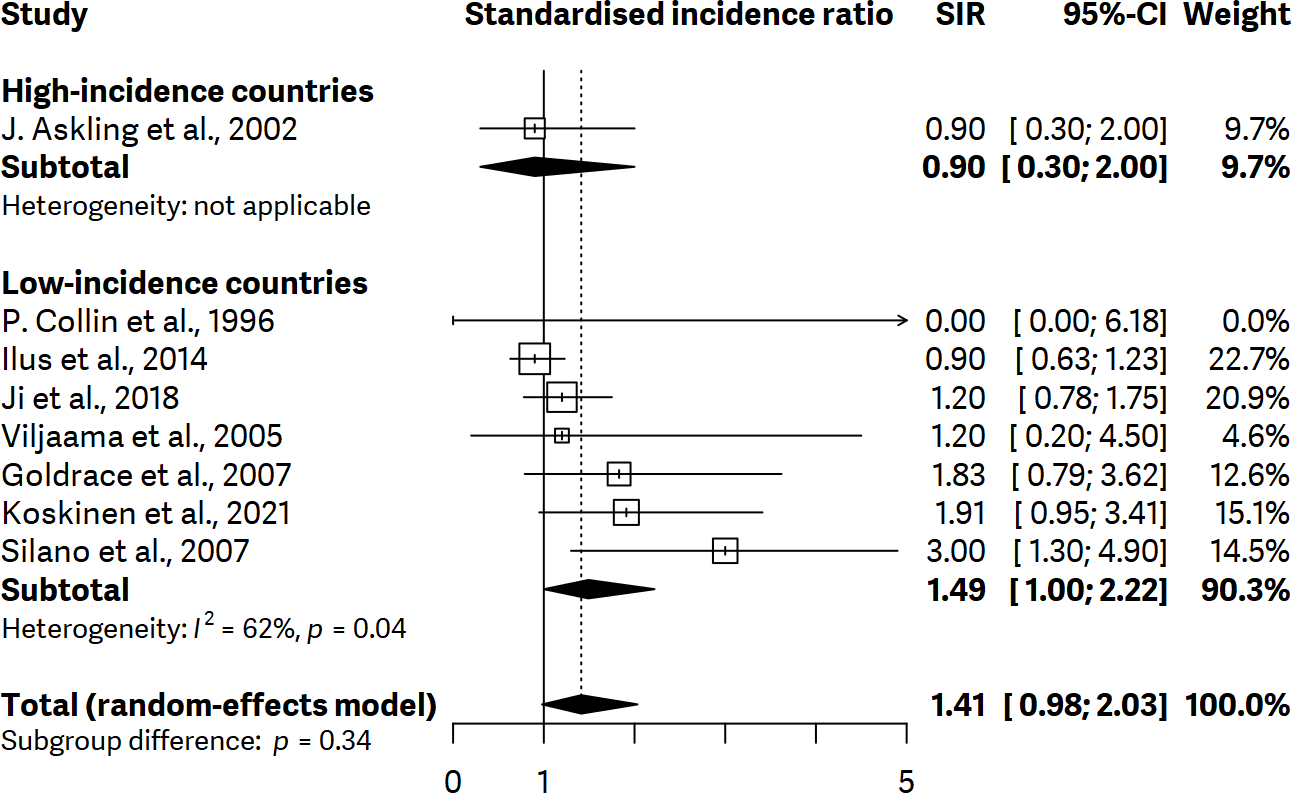 Study Standardised incidence ratio SIR 95%-CI Weight
High-incidence countries
J. Askling et al., 2002 0.90 [ 0.30; 2.00] 9.7%
Subtotal 0.90 [ 0.30; 2.00] 9.7%
Heterogeneity: not applicable
Low-incidence countries
P. Collin et al., 1996 0.00 [ 0.00; 6.18] 0.0%
Ilus et al., 2014 0.90 [ 0.63; 1.23] 22.7%
Ji et al., 2018 1.20 [ 0.78; 1.75] 20.9%
Viljaama et al., 2005 1.20 [ 0.20; 4.50] 4.6%
Goldrace et al., 2007 1.83 [ 0.79; 3.62] 12.6%
Koskinen et al., 2021 1.91 [ 0.95; 3.41] 15.1%
Silano et al., 2007 3.00 [ 1.30; 4.90] 14.5%
Subtotal 1.49 [ 1.00; 2.22] 90.3%
Heterogeneity: I² = 62%, p = 0.04
Total (random-effects model) 1.41 [ 0.98; 2.03] 100.0%
Subgroup difference: p = 0.34
0 1 5